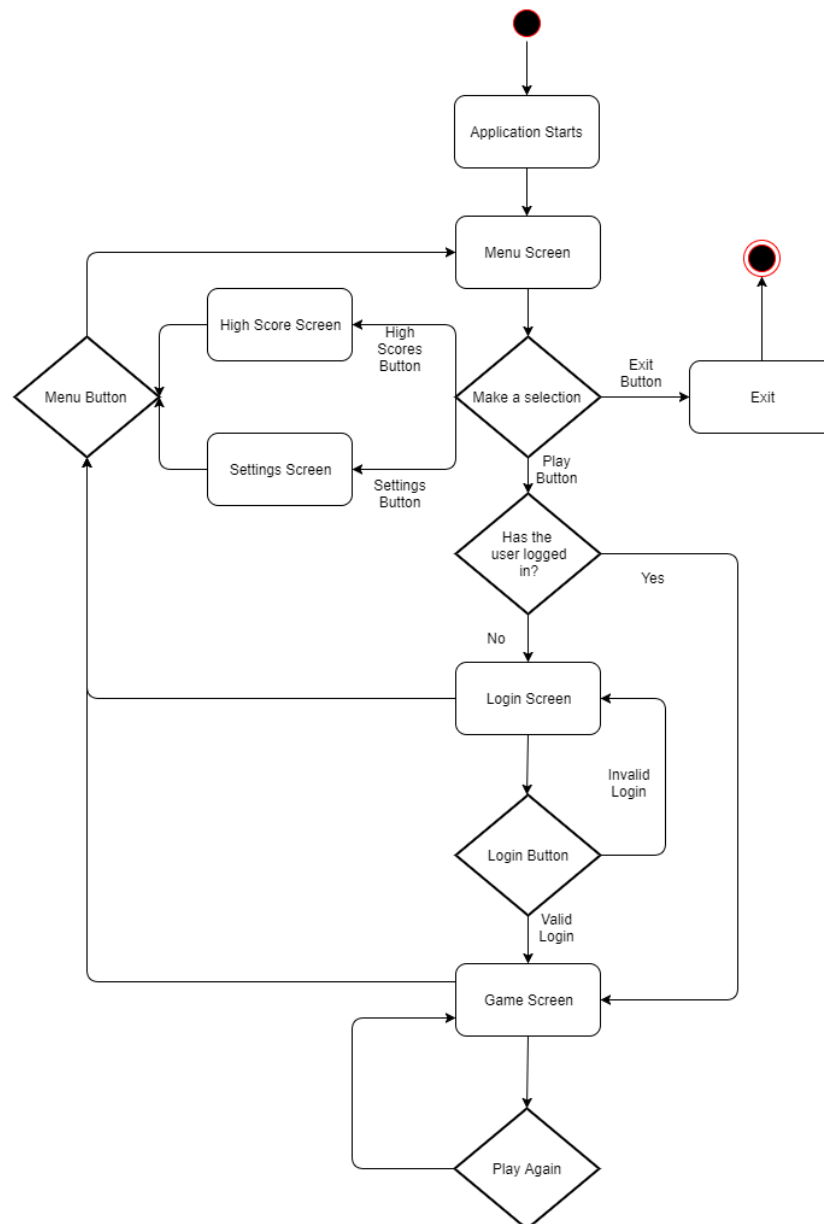 Application Starts
Menu Screen
High Score Screen
High
Scores
Button
Exit
Button
Menu Button
Make a selection
Exit
Settings Screen
Settings
Button
Play
Button
Has the
user logged
in?
Yes
No
Login Screen
Invalid
Login
Login Button
Valid
Login
Game Screen
Play Again